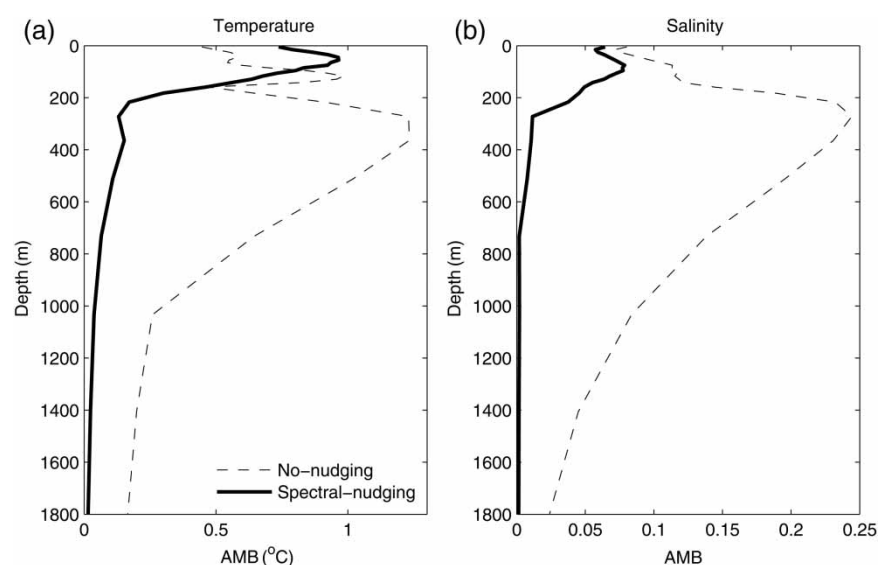 (a) Temperature
0
200
400
600
800
1000
1200
1400
1600
1800
Depth (m)
0 0.5 1
AMB (°C)
No−nudging
Spectral−nudging
(b) Salinity
0
200
400
600
800
1000
1200
1400
1600
1800
Depth (m)
0 0.05 0.1 0.15 0.2 0.25
AMB